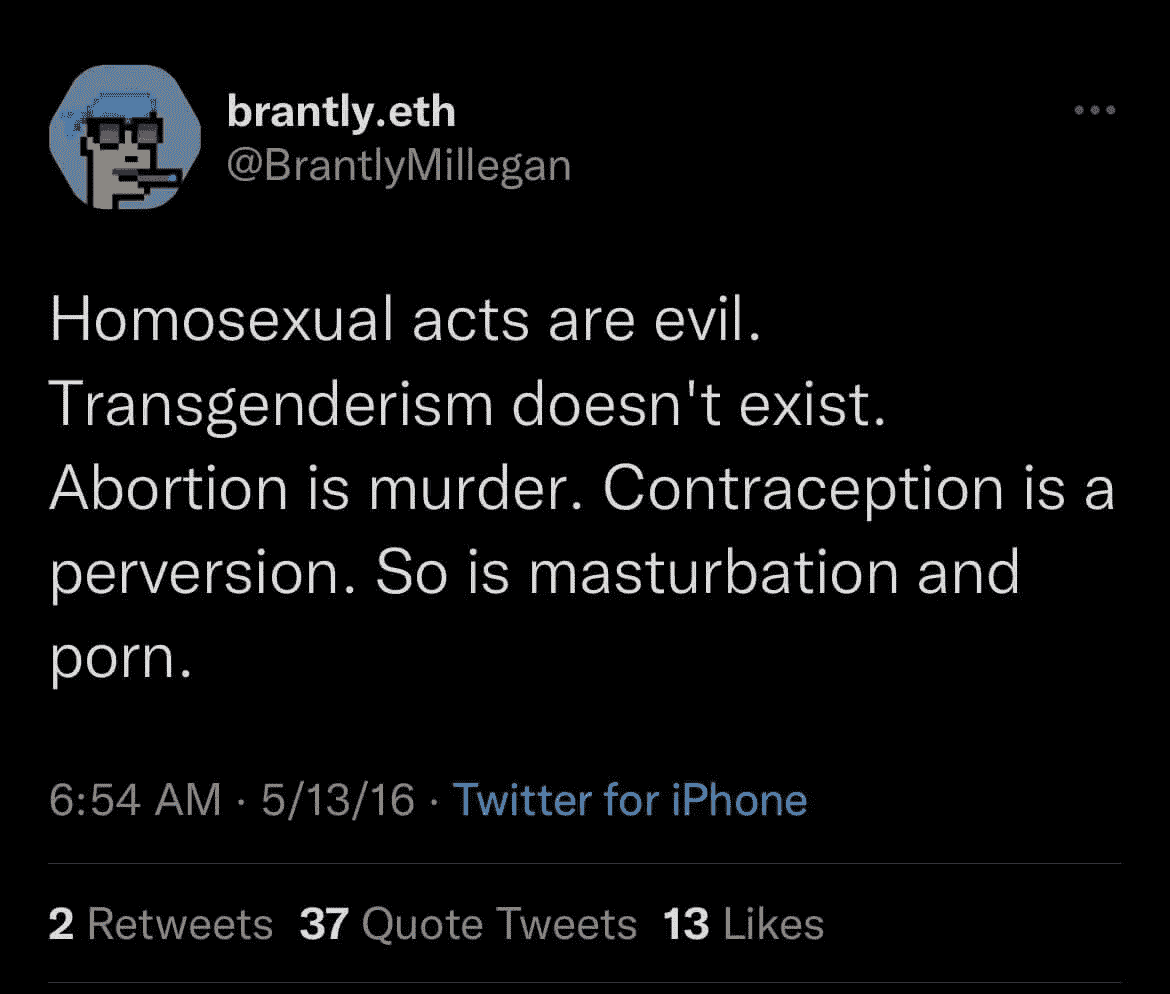 brantly.eth
@BrantlyMillegan
Homosexual acts are evil.
Transgenderism doesn't exist.
Abortion is murder. Contraception is a
perversion. So is masturbation and
porn.
6:54 AM · 5/13/16 · Twitter for iPhone
2 Retweets 37 Quote Tweets 13 Likes